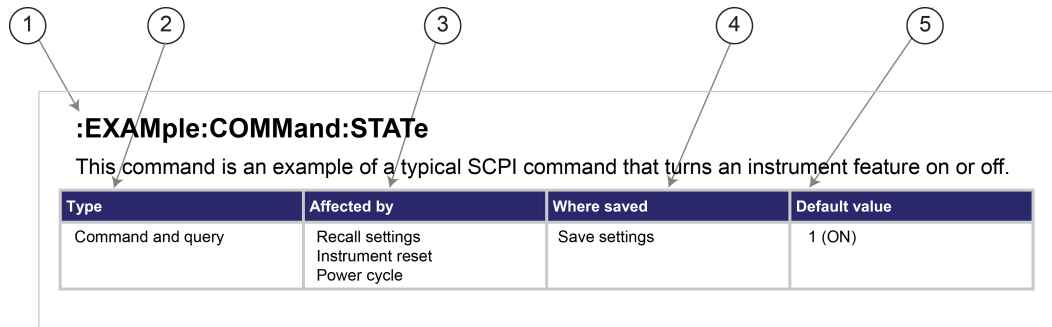 1 2 3 4 5
:EXAMple:COMMand:STATe
This command is an example of a typical SCPI command that turns an instrument feature on or off.
Type Affected by Where saved Default value
Command and query Recall settings Save settings 1 (ON)
Instrument reset
Power cycle